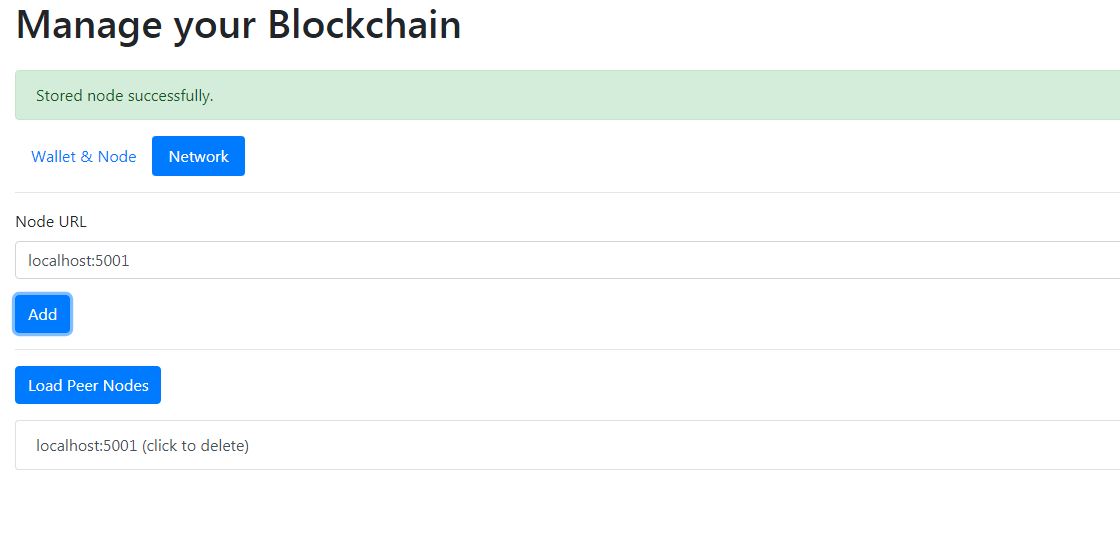 Manage your Blockchain
Stored node successfully.
Wallet & Node Network
Node URL
localhost:5001
Add
Load Peer Nodes
localhost:5001 (click to delete)